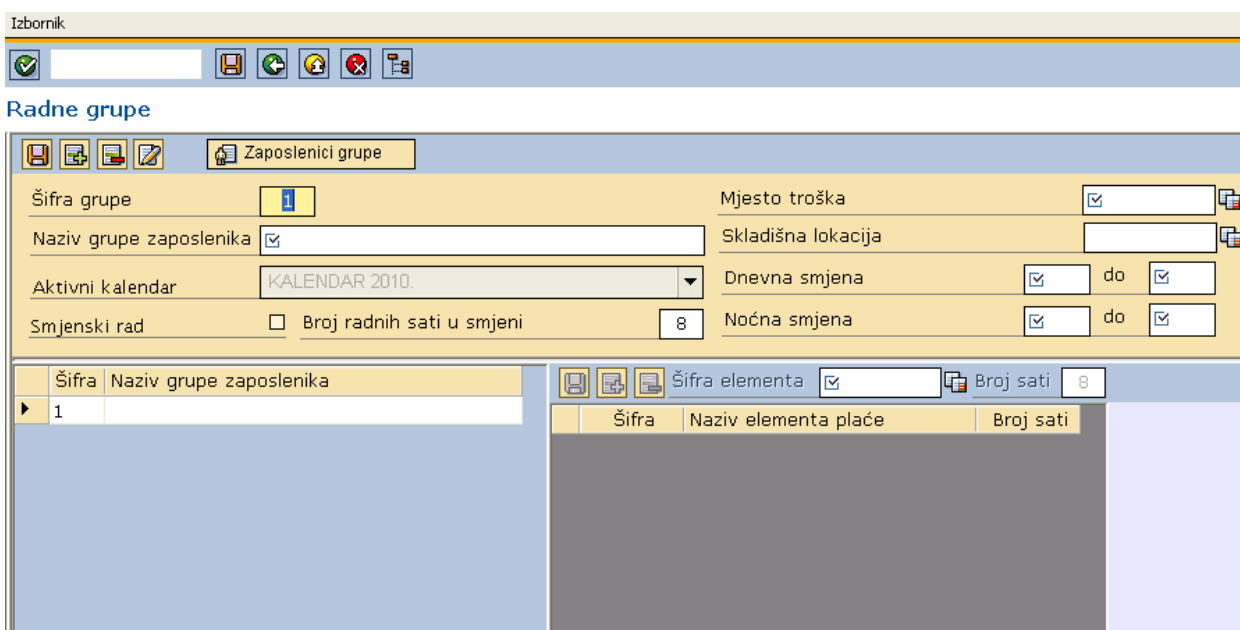 Izbornik
Radne grupe
Zaposlenici grupe
Šifra grupe 1
Mjesto troška
Naziv grupe zaposlenika
Skladišna lokacija
Aktivni kalendar KALENDAR 2010.
Dnevna smjena do
Smjenski rad Broj radnih sati u smjeni 8
Noćna smjena do
Šifra Naziv grupe zaposlenika
1
Šifra elementa Broj sati 8
Šifra Naziv elementa plaće Broj sati